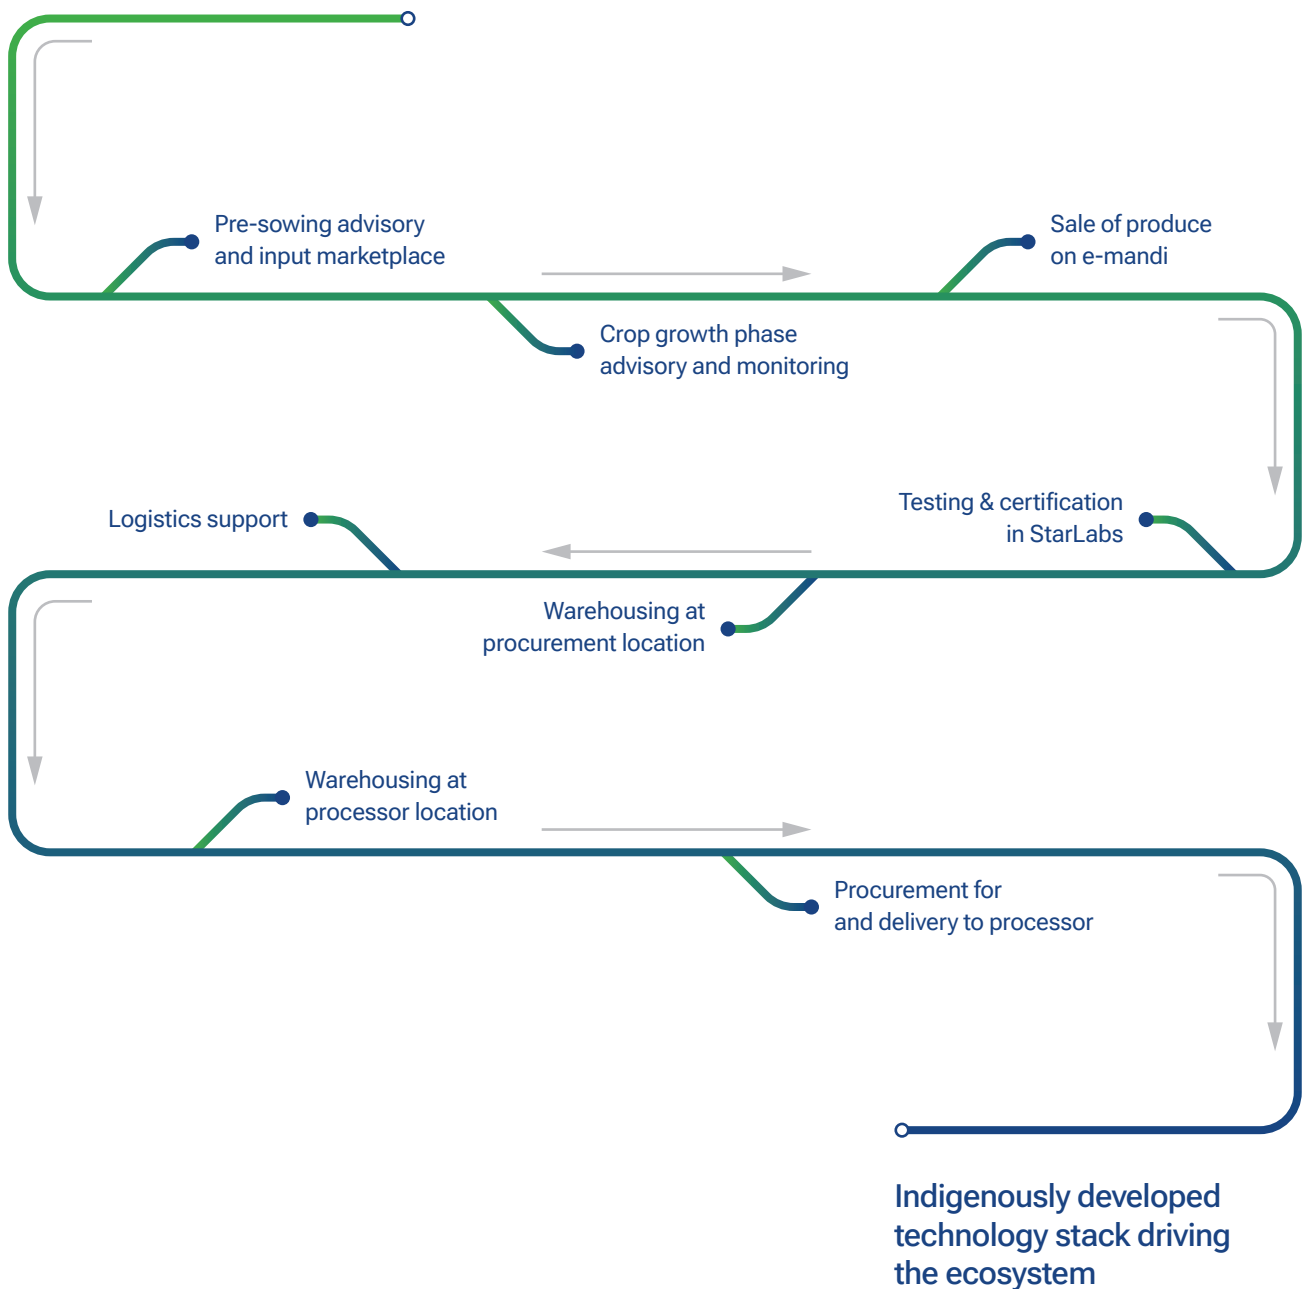 Pre-sowing advisory
and input marketplace
Sale of produce
on e-mandi
Crop growth phase
advisory and monitoring
Logistics support
Testing & certification
in StarLabs
Warehousing at
procurement location
Warehousing at
processor location
Procurement for
and delivery to processor
Indigenously developed
technology stack driving
the ecosystem